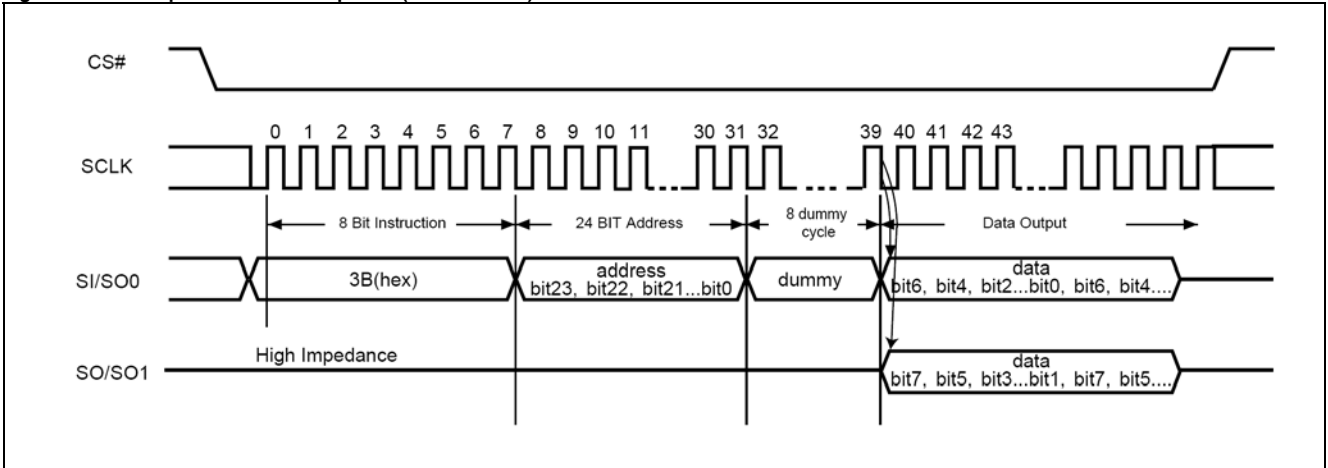 CS#
0 1 2 3 4 5 6 7 8 9 10 11 30 31 32 39 40 41 42 43
SCLK
8 Bit Instruction
24 BIT Address
8 dummy
cycle
Data Output
SI/SO0
3B(hex)
address
bit23, bit22, bit21...bit0
dummy
data
bit6, bit4, bit2...bit0, bit6, bit4....
High Impedance
SO/SO1
data
bit7, bit5, bit3...bit1, bit7, bit5....